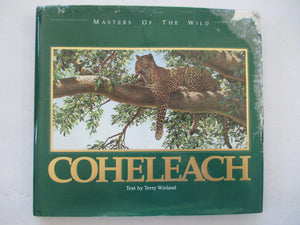 MASTERS OF THE WILD
COHELEACH
Text by Terry Wieland